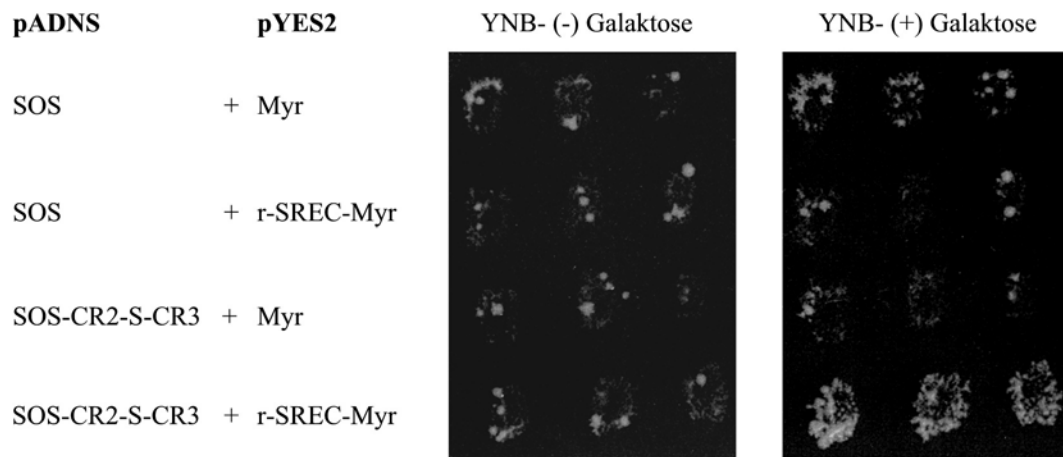 pADNS pYES2 YNB- (-) Galaktose YNB- (+) Galaktose
SOS + Myr
SOS + r-SREC-Myr
SOS-CR2-S-CR3 + Myr
SOS-CR2-S-CR3 + r-SREC-Myr